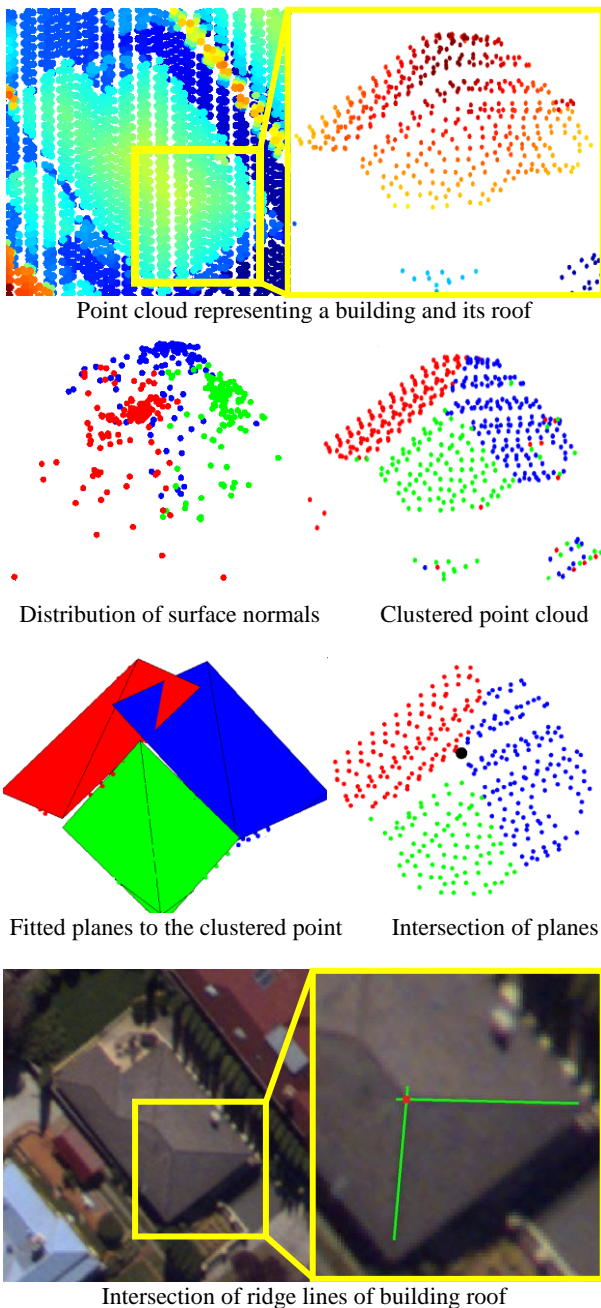 Point cloud representing a building and its roof
Distribution of surface normals
Clustered point cloud
Fitted planes to the clustered point
Intersection of planes
Intersection of ridge lines of building roof